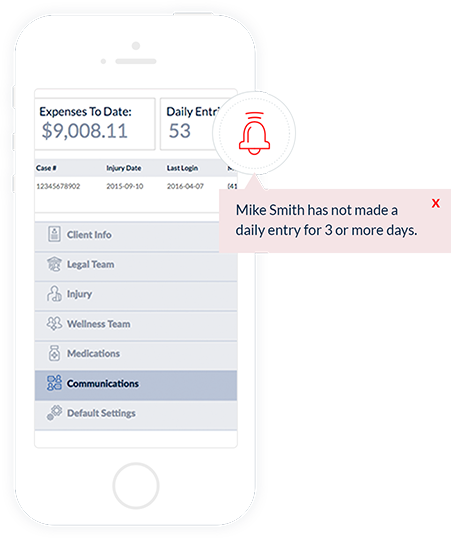 Expenses To Date:
$9,008.11
Daily Entri
53
Case # Injury Date Last Login
12345678902 2015-09-10 2016-04-07 (41
x
Mike Smith has not made a
daily entry for 3 or more days.
Client Info
Legal Team
Injury
Wellness Team
Medications
Communications
Default Settings